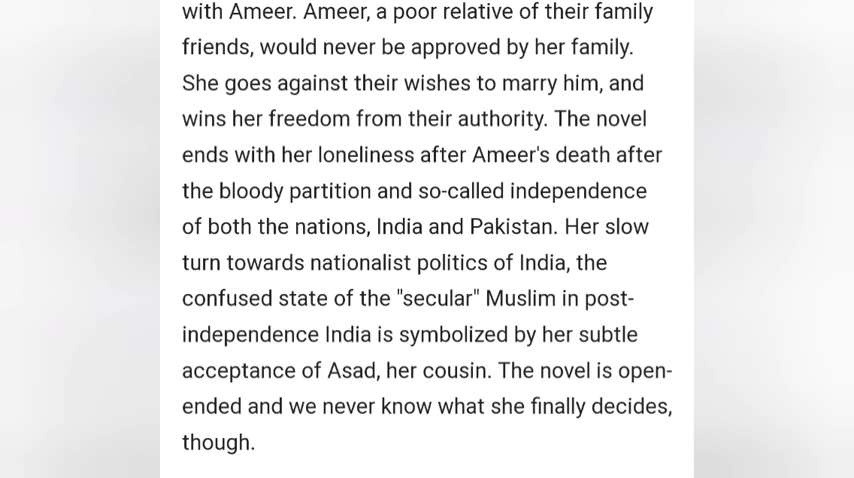 with Ameer. Ameer, a poor relative of their family
friends, would never be approved by her family.
She goes against their wishes to marry him, and
wins her freedom from their authority. The novel
ends with her loneliness after Ameer's death after
the bloody partition and so-called independence
of both the nations, India and Pakistan. Her slow
turn towards nationalist politics of India, the
confused state of the "secular" Muslim in post-
independence India is symbolized by her subtle
acceptance of Asad, her cousin. The novel is open-
ended and we never know what she finally decides,
though.